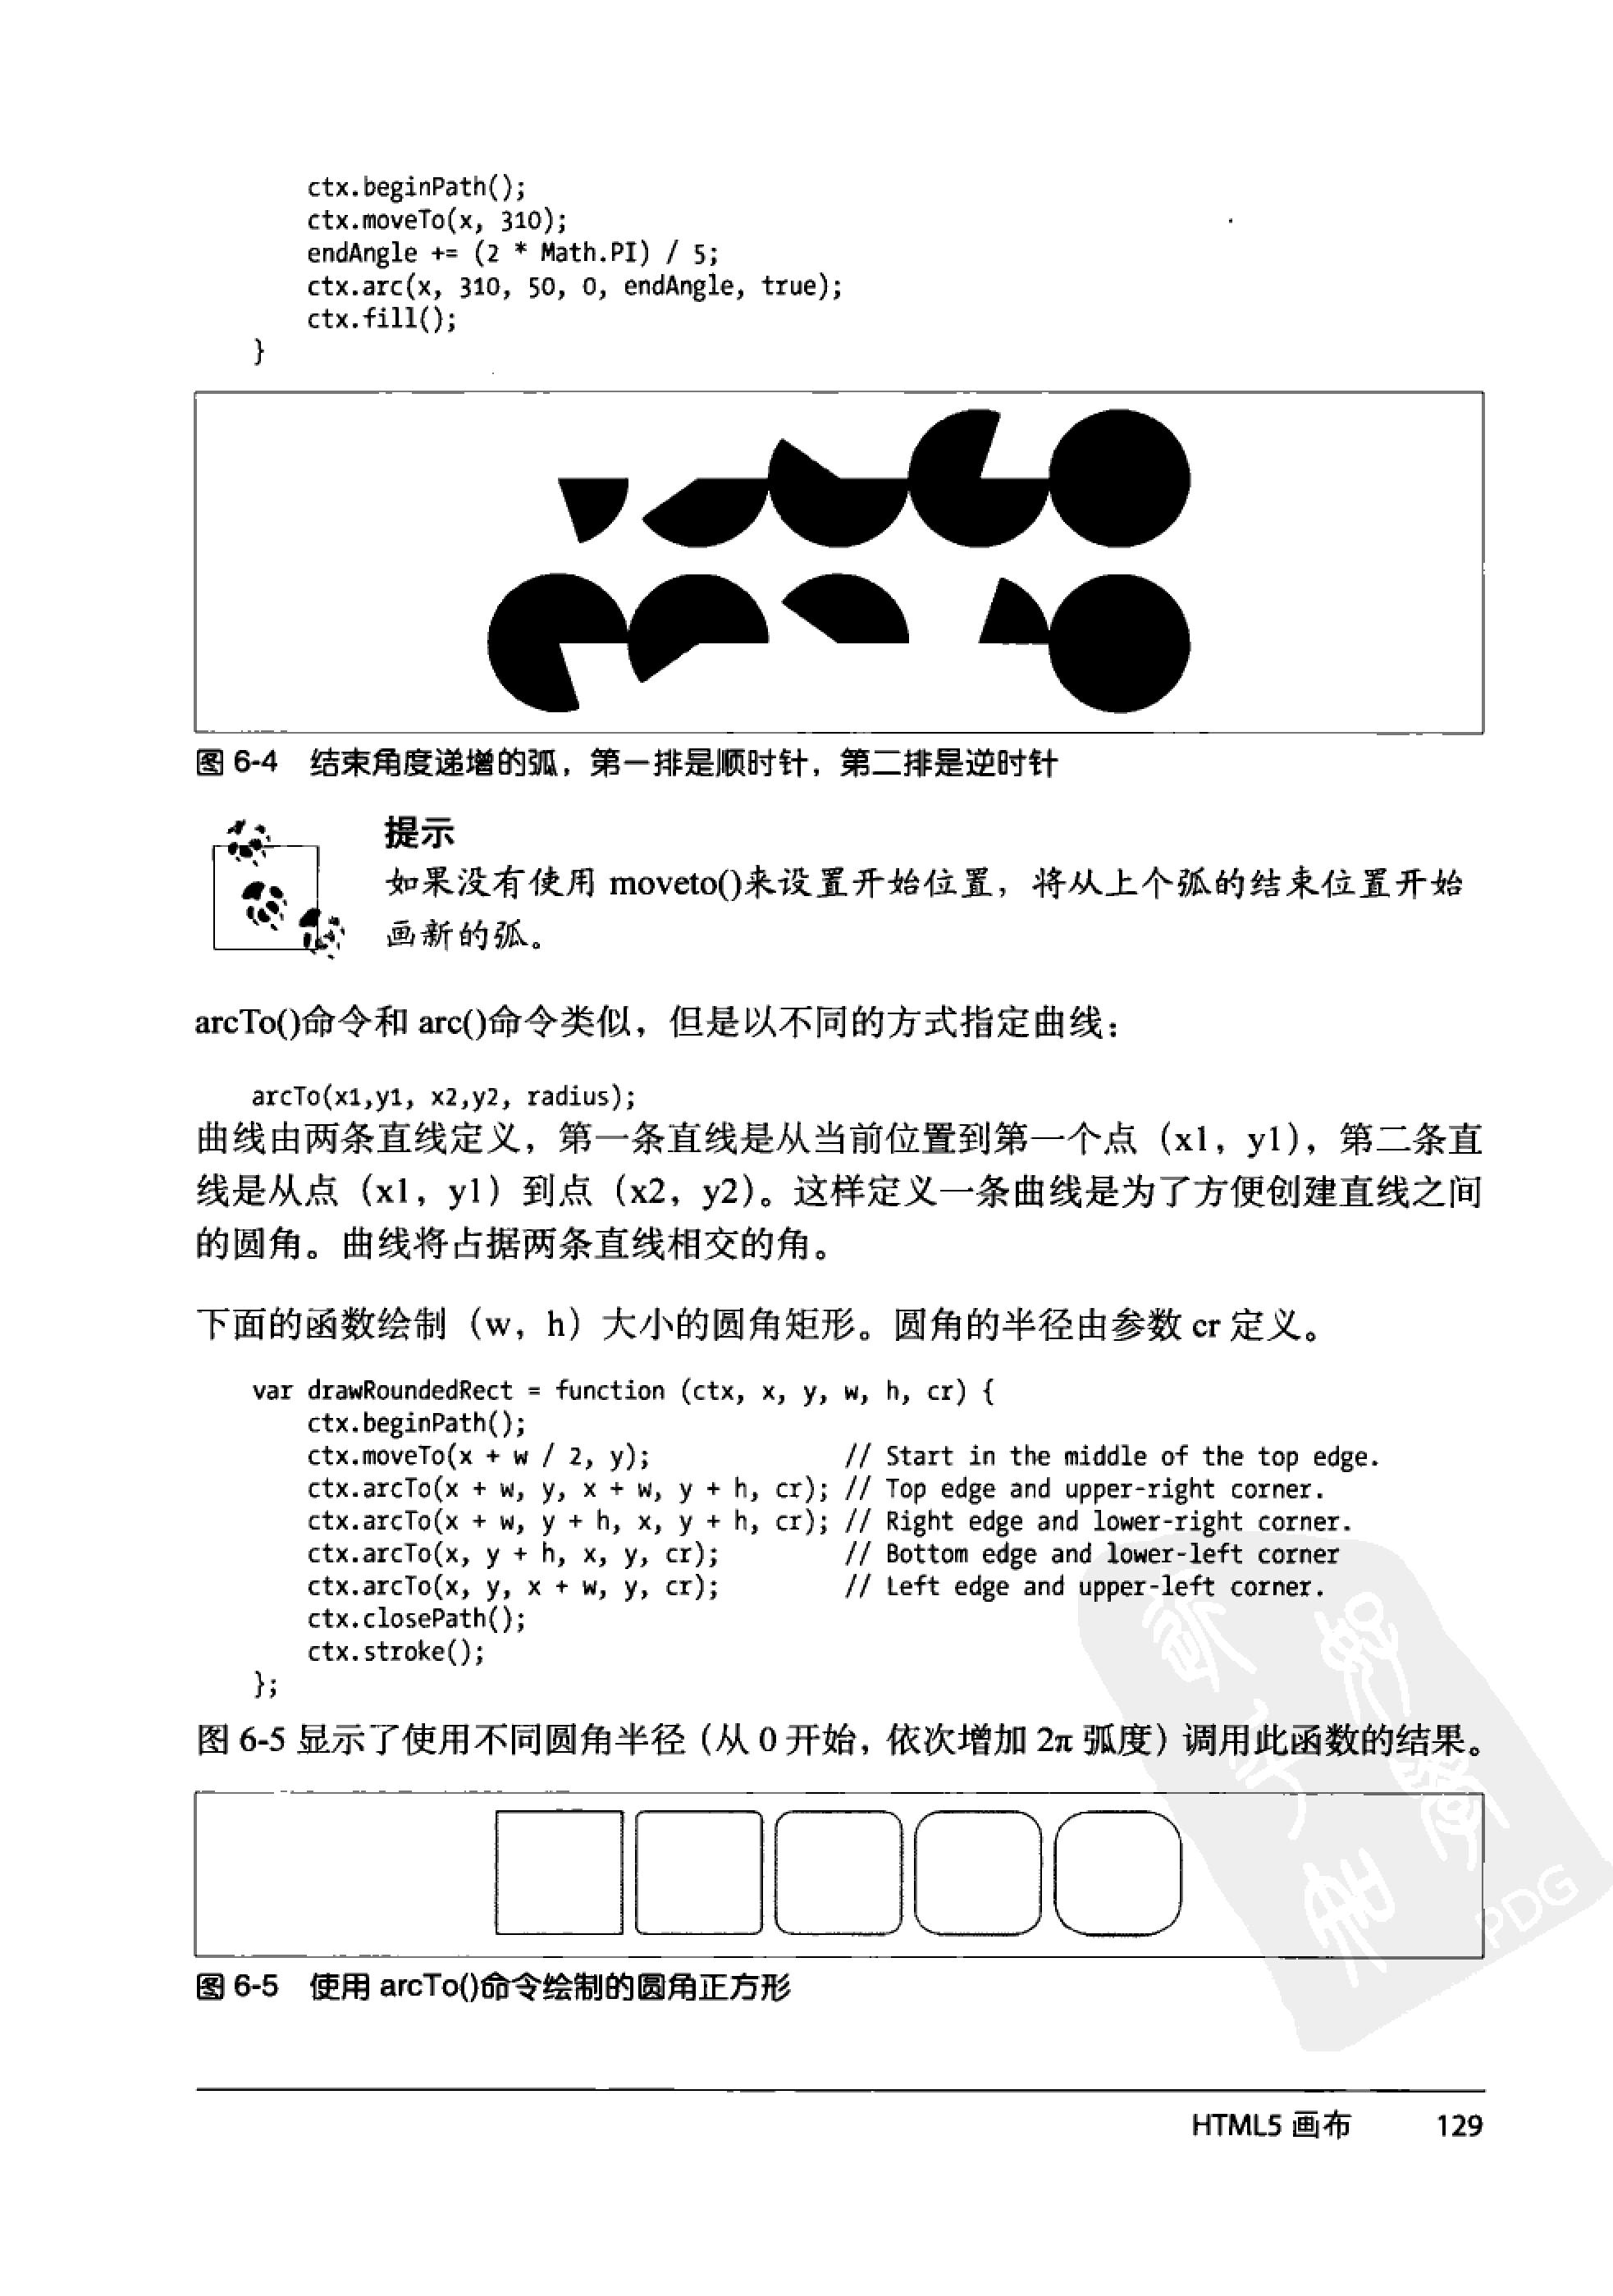 ctx.beginPath();
ctx.moveTo(x, 310);
endAngle += (2 * Math.PI) / 5;
ctx.arc(x, 310, 50, 0, endAngle, true);
ctx.fill();
}
图 6-4 结束角度递增的弧，第一排是顺时针，第二排是逆时针
提示
如果没有使用 moveto()来设置开始位置，将从上个弧的结束位置开始
画新的弧。
arcTo()命令和 arc()命令类似，但是以不同的方式指定曲线：
arcTo(x1,y1, x2,y2, radius);
曲线由两条直线定义，第一条直线是从当前位置到第一个点（x1，y1），第二条直
线是从点（x1，y1）到点（x2，y2）。这样定义一条曲线是为了方便创建直线之间
的圆角。曲线将占据两条直线相交的角。
下面的函数绘制（w，h）大小的圆角矩形。圆角的半径由参数 cr 定义。
var drawRoundedRect = function (ctx, x, y, w, h, cr) {
ctx.beginPath();
ctx.moveTo(x + w / 2, y); // Start in the middle of the top edge.
ctx.arcTo(x + w, y, x + w, y + h, cr); // Top edge and upper-right corner.
ctx.arcTo(x + w, y + h, x, y + h, cr); // Right edge and lower-right corner.
ctx.arcTo(x, y + h, x, y, cr); // Bottom edge and lower-left corner
ctx.arcTo(x, y, x + w, y, cr); // Left edge and upper-left corner.
ctx.closePath();
ctx.stroke();
};
图 6-5 显示了使用不同圆角半径（从 0 开始，依次增加 2π 弧度）调用此函数的结果。
PDG
图 6-5 使用 arcTo()命令绘制的圆角正方形
HTML5 画布 129